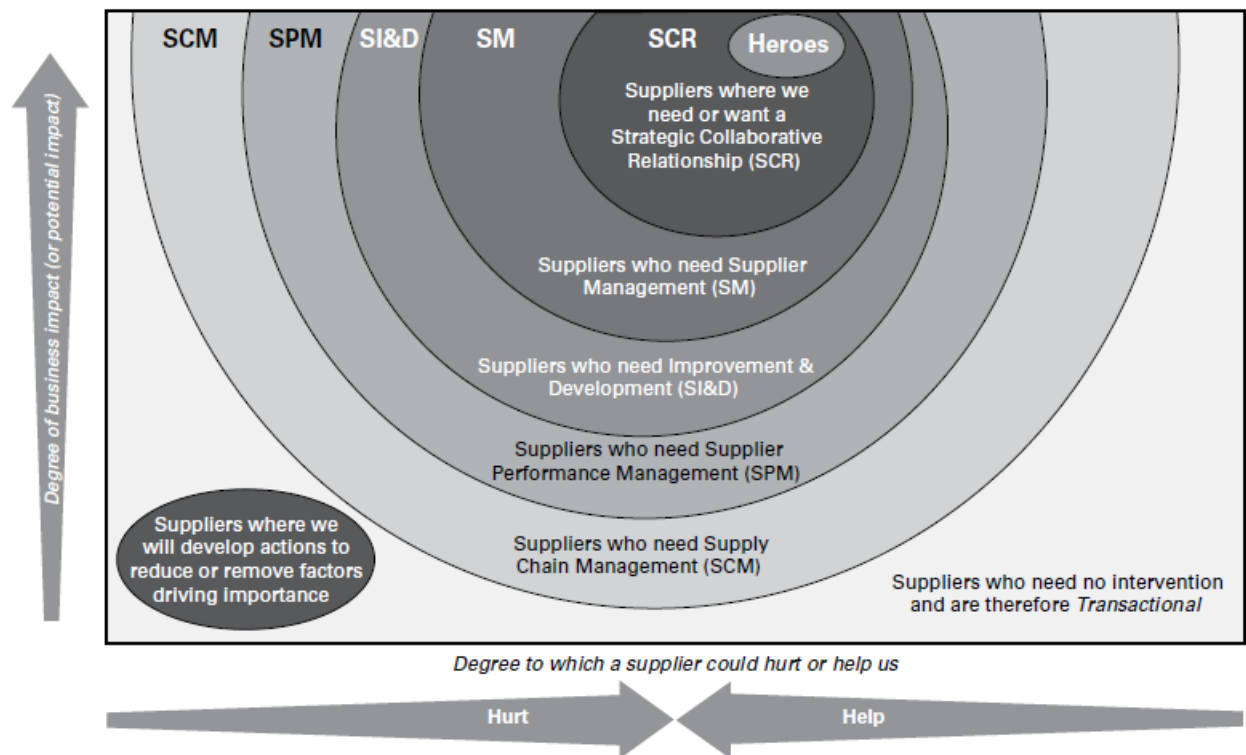 SCM
SPM
SI&D
SM
SCR
Heroes
Suppliers where we
need or want a
Strategic Collaborative
Relationship (SCR)
Suppliers who need Supplier
Management (SM)
Suppliers who need Improvement &
Development (SI&D)
Suppliers who need Supplier
Performance Management (SPM)
Suppliers who need Supply
Chain Management (SCM)
Suppliers where we
will develop actions to
reduce or remove factors
driving importance
Suppliers who need no intervention
and are therefore Transactional
Degree of business impact (or potential impact)
Degree to which a supplier could hurt or help us
Hurt
Help